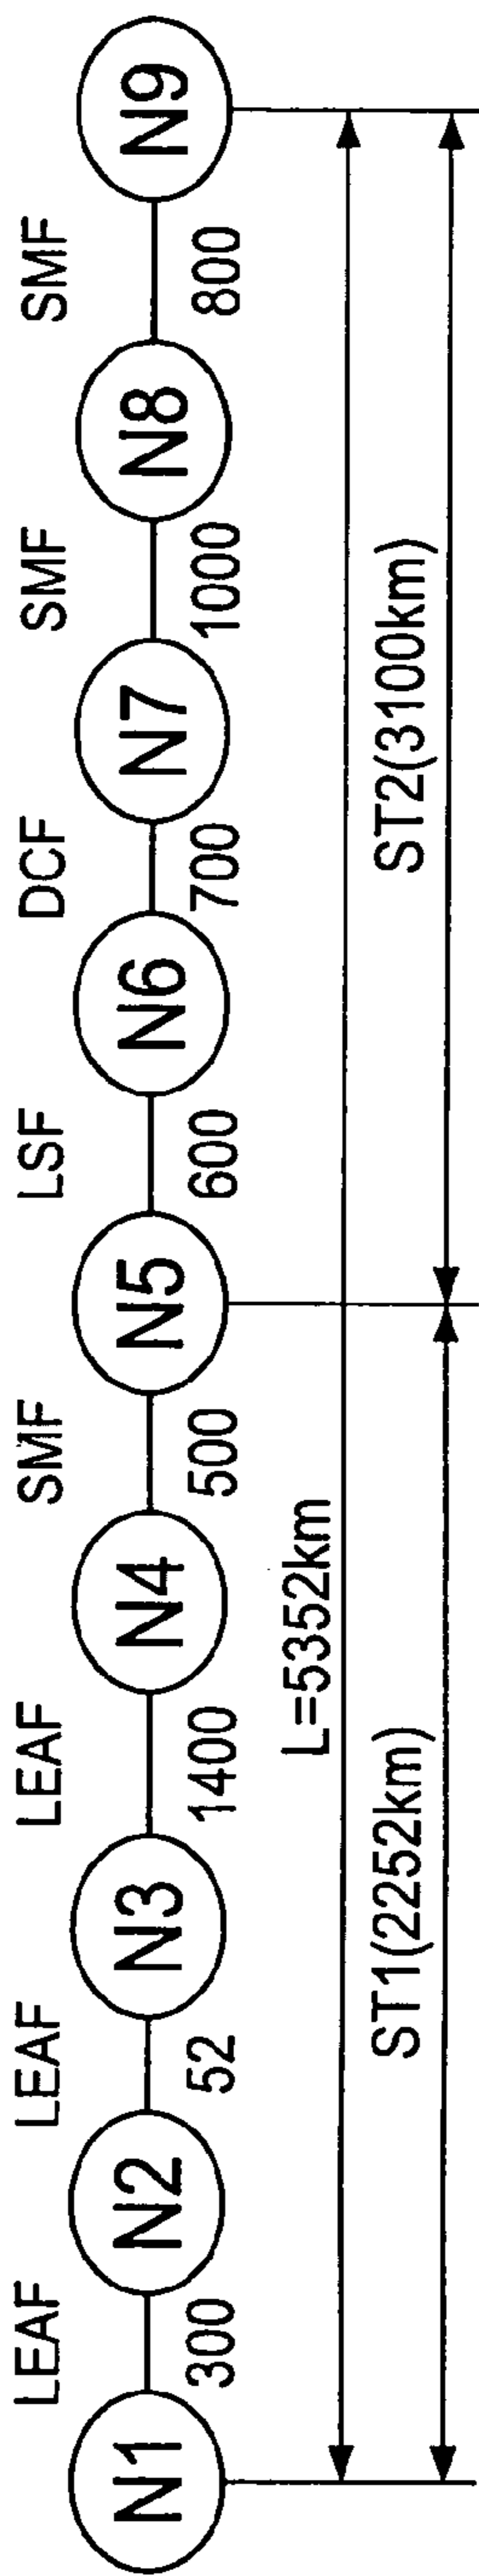 LEAF LEAF LEAF SMF LSF DCF SMF SMF
N1 N2 N3 N4 N5 N6 N7 N8 N9
300 52 1400 500 600 700 1000 800
L=5352km
ST1(2252km) ST2(3100km)